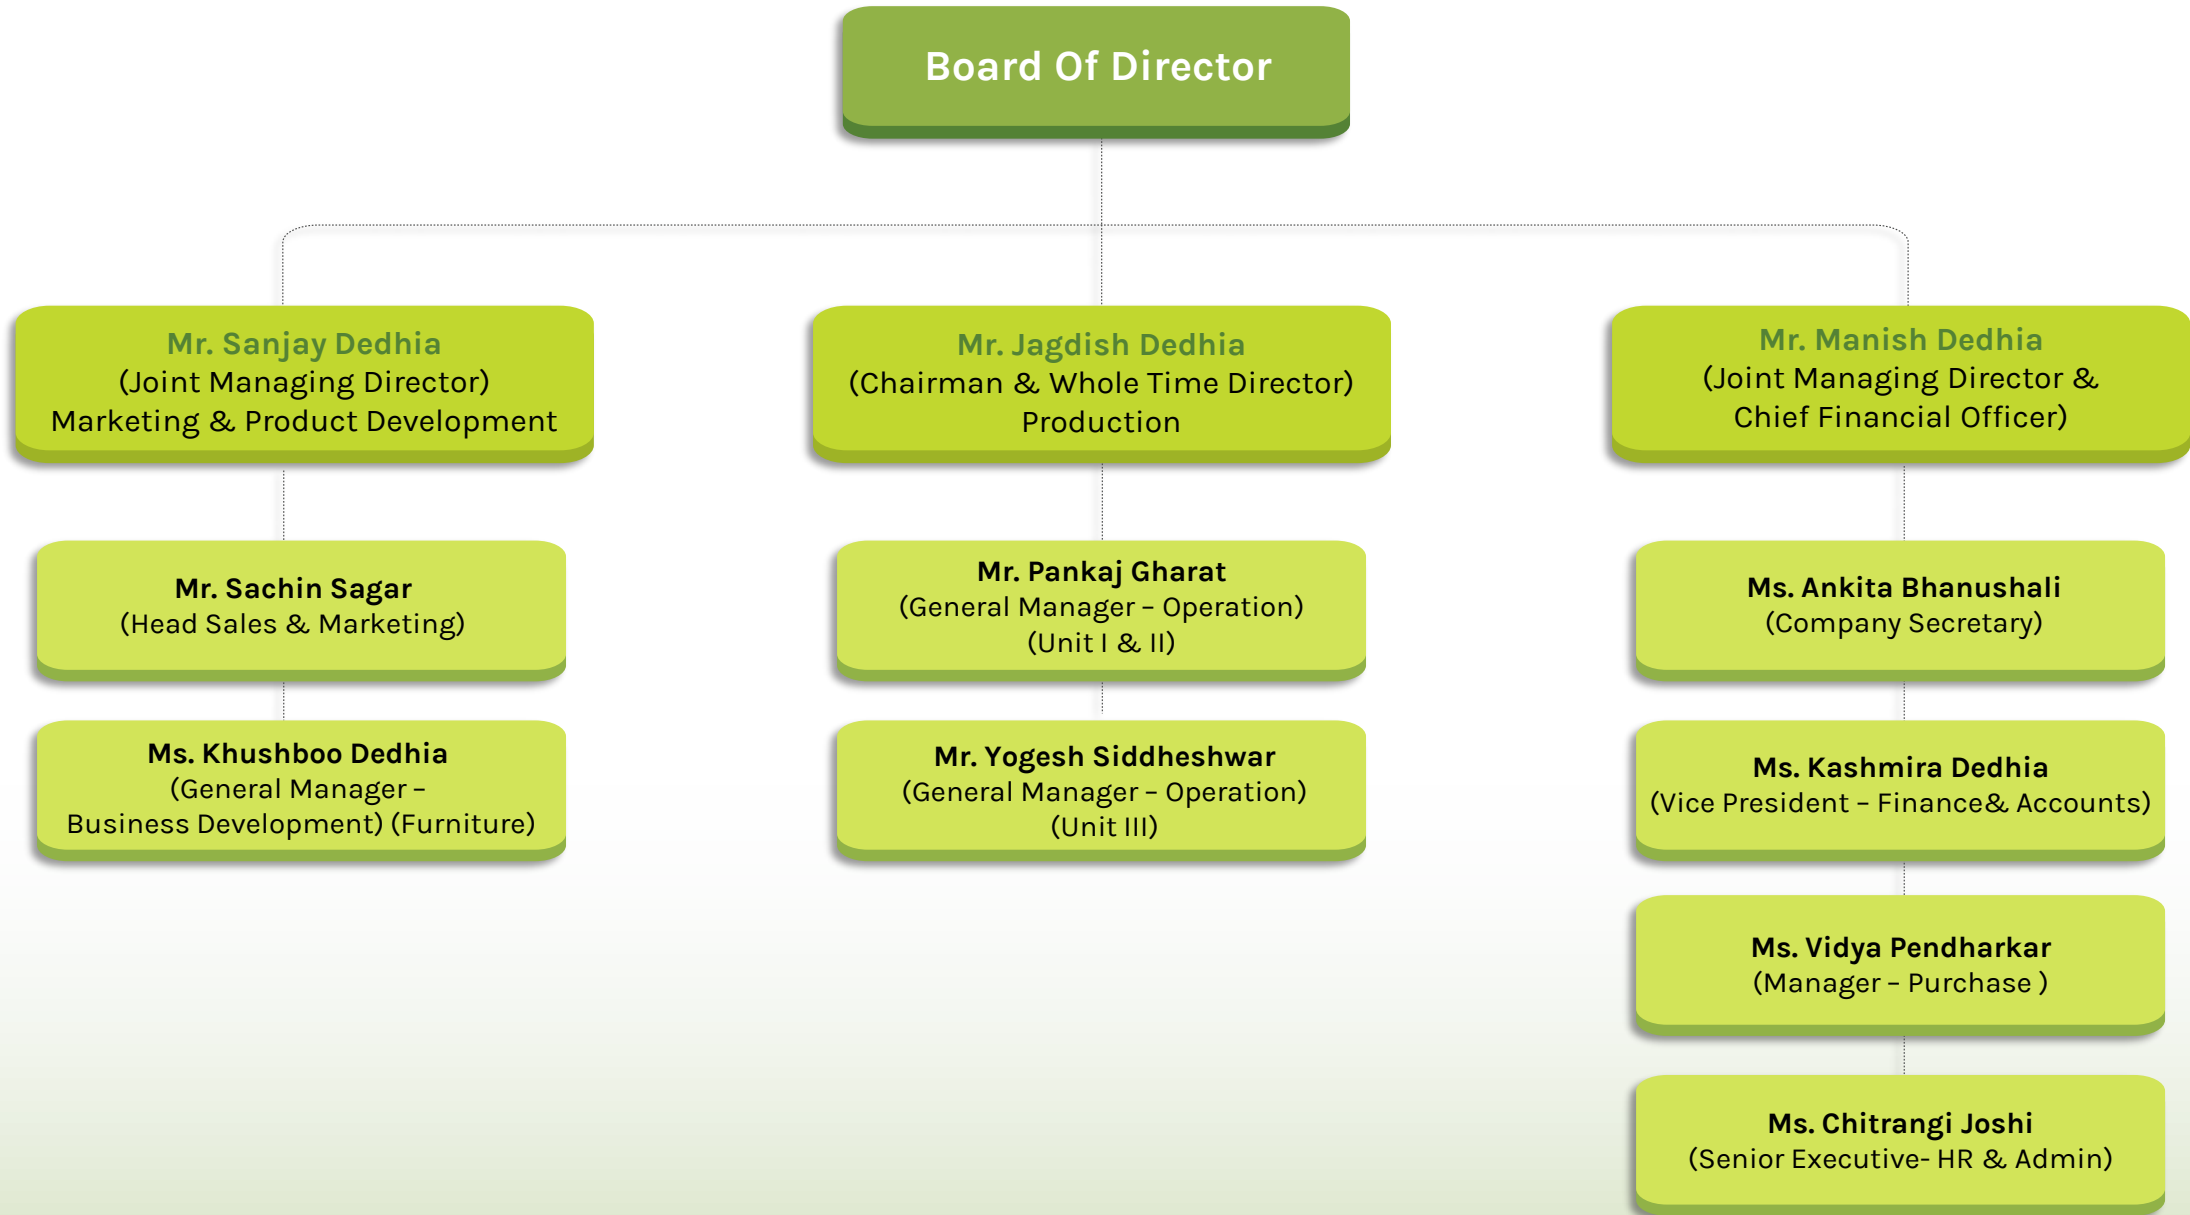 Board Of Director
Mr. Sanjay Dedhia
(Joint Managing Director)
Marketing & Product Development
Mr. Jagdish Dedhia
(Chairman & Whole Time Director)
Production
Mr. Manish Dedhia
(Joint Managing Director &
Chief Financial Officer)
Mr. Sachin Sagar
(Head Sales & Marketing)
Mr. Pankaj Gharat
(General Manager – Operation)
(Unit I & II)
Ms. Ankita Bhanushali
(Company Secretary)
Ms. Khushboo Dedhia
(General Manager –
Business Development) (Furniture)
Mr. Yogesh Siddheshwar
(General Manager – Operation)
(Unit III)
Ms. Kashmira Dedhia
(Vice President – Finance& Accounts)
Ms. Vidya Pendharkar
(Manager – Purchase )
Ms. Chitrangi Joshi
(Senior Executive- HR & Admin)